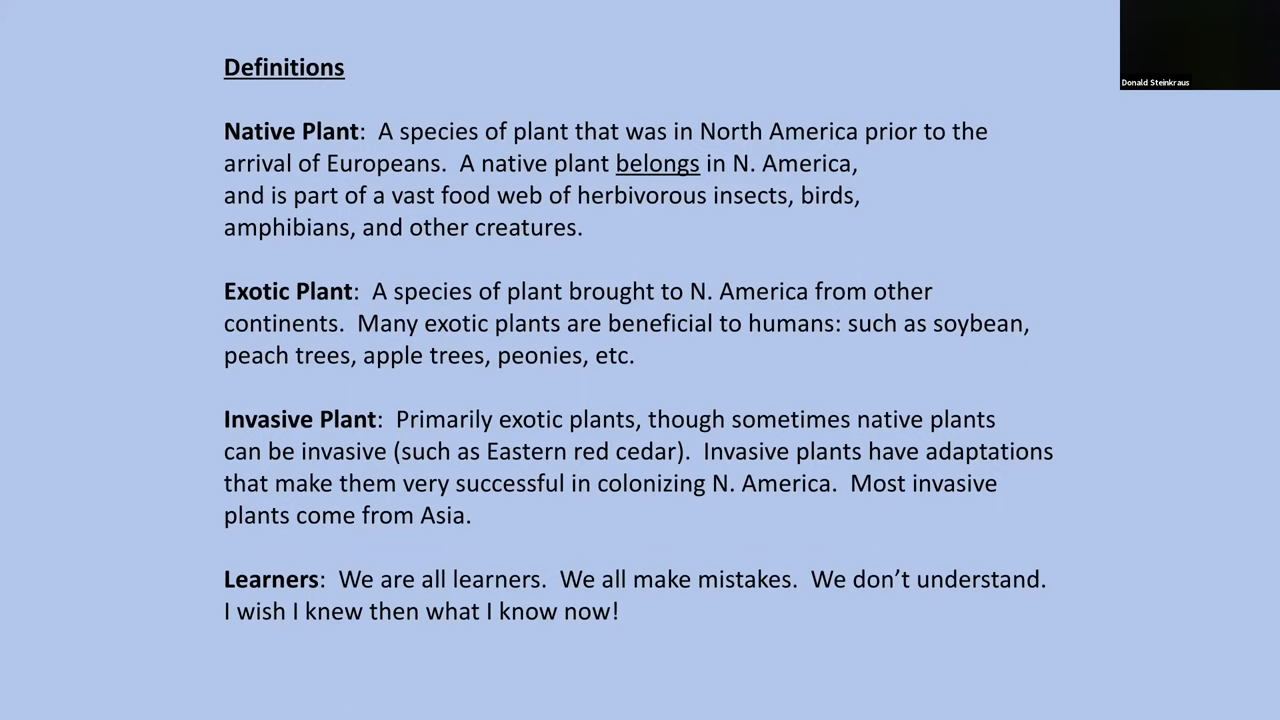 Definitions
Native Plant: A species of plant that was in North America prior to the
arrival of Europeans. A native plant belongs in N. America,
and is part of a vast food web of herbivorous insects, birds,
amphibians, and other creatures.
Exotic Plant: A species of plant brought to N. America from other
continents. Many exotic plants are beneficial to humans: such as soybean,
peach trees, apple trees, peonies, etc.
Invasive Plant: Primarily exotic plants, though sometimes native plants
can be invasive (such as Eastern red cedar). Invasive plants have adaptations
that make them very successful in colonizing N. America. Most invasive
plants come from Asia.
Learners: We are all learners. We all make mistakes. We don’t understand.
I wish I knew then what I know now!
Donald Steinkraus